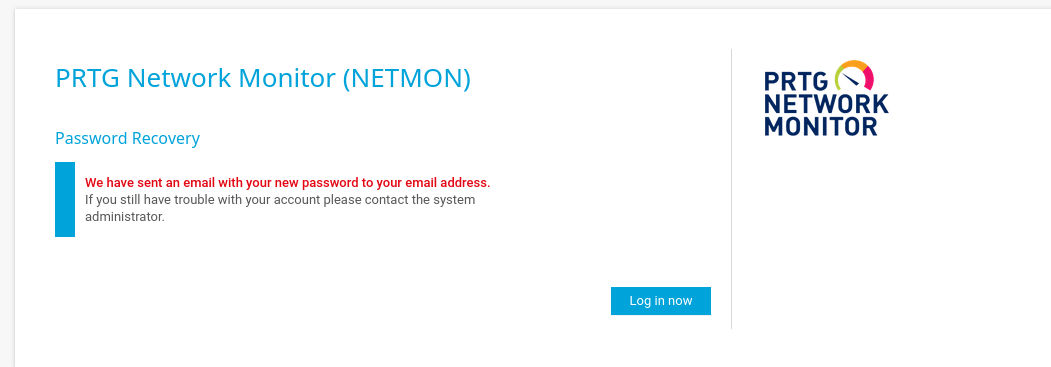 PRTG Network Monitor (NETMON)
Password Recovery
We have sent an email with your new password to your email address.
If you still have trouble with your account please contact the system
administrator.
Log in now
PRTG
NETWORK
MONITOR